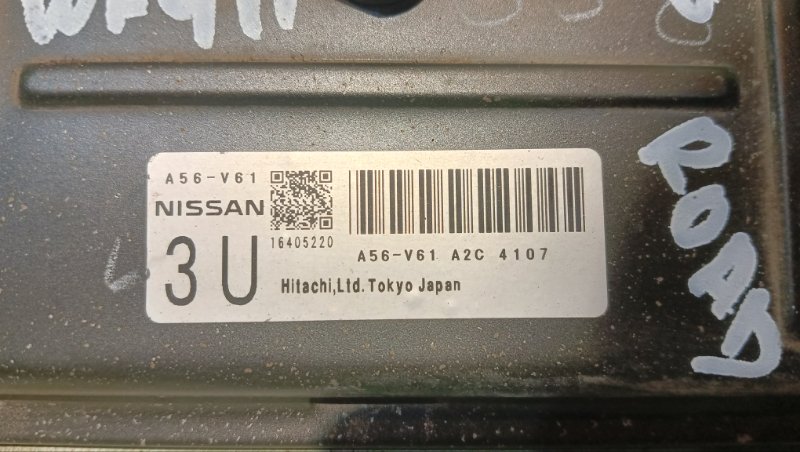 A56-V61
NISSAN
16405220
3U
A56-V61 A2C 4107
Hitachi,Ltd.Tokyo Japan
ROAD